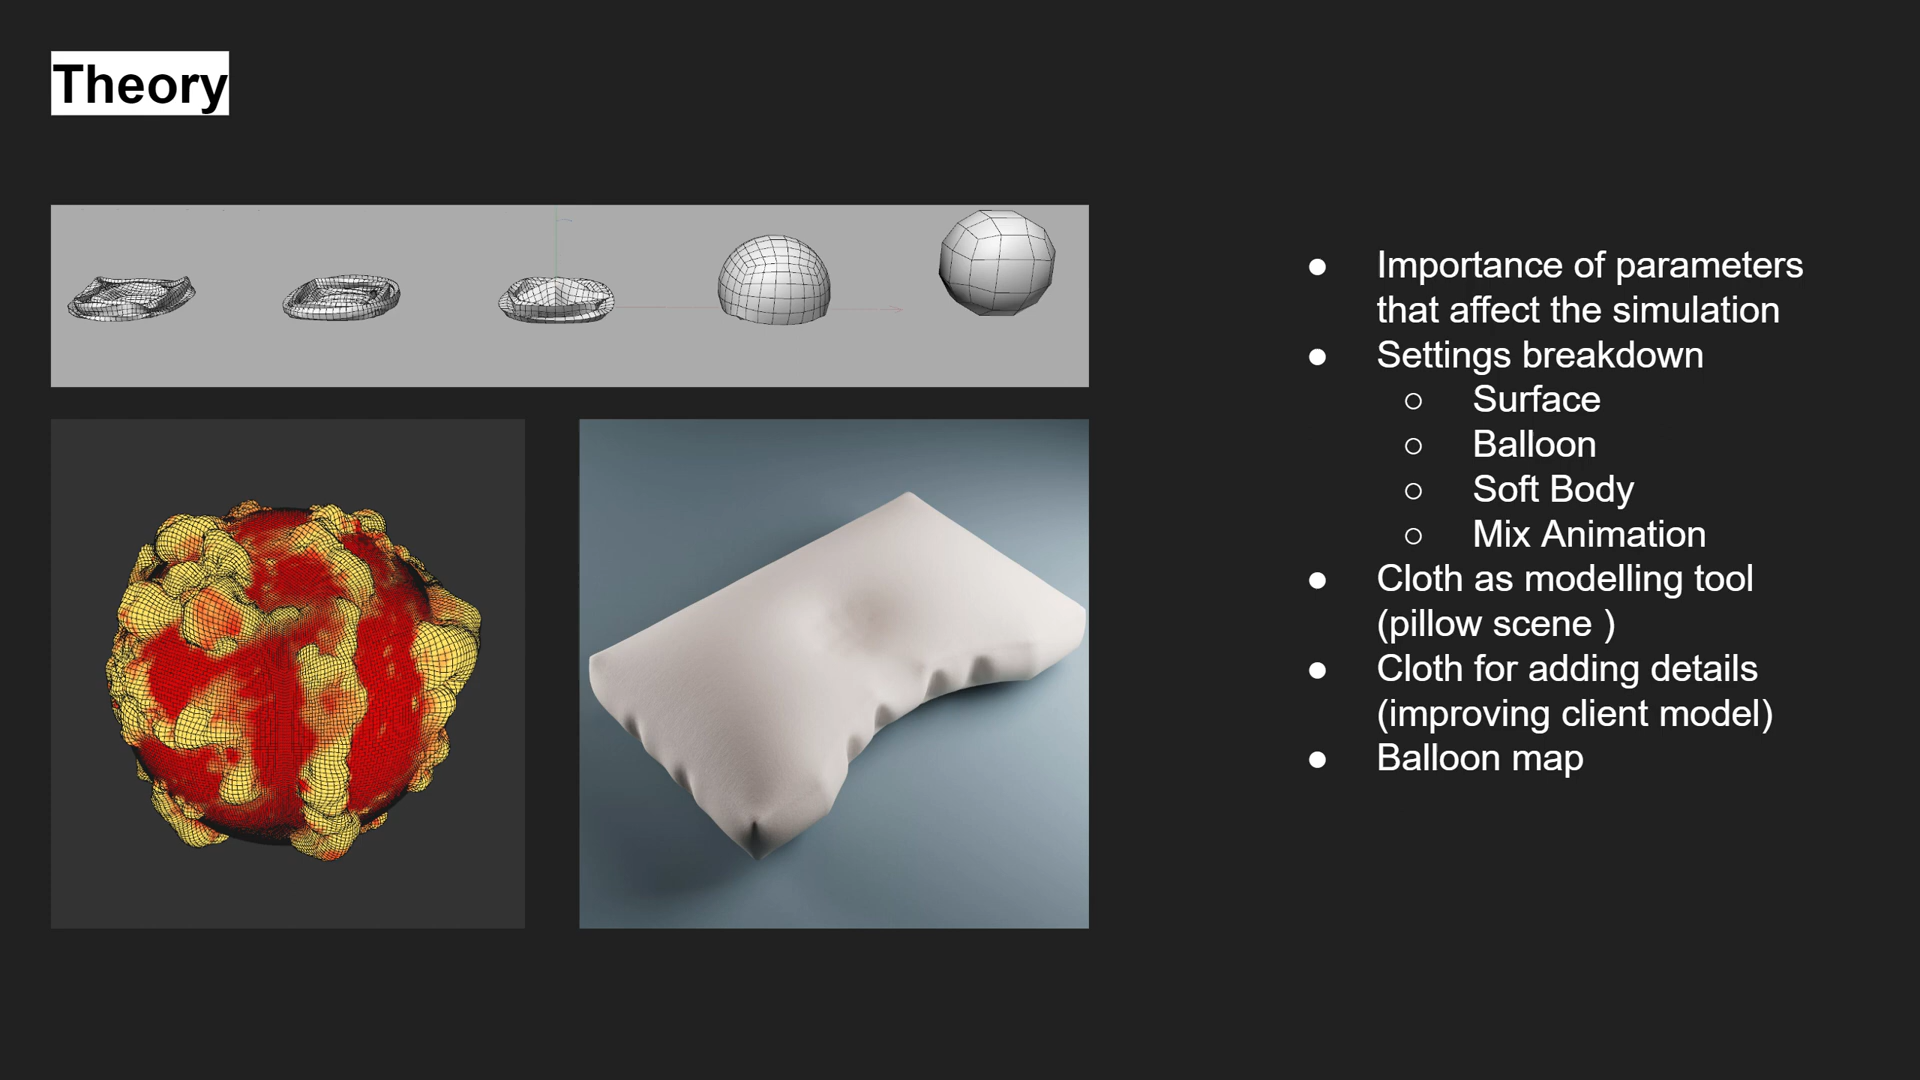 Theory
● Importance of parameters
that affect the simulation
● Settings breakdown
○ Surface
○ Balloon
○ Soft Body
○ Mix Animation
● Cloth as modelling tool
(pillow scene )
● Cloth for adding details
(improving client model)
● Balloon map